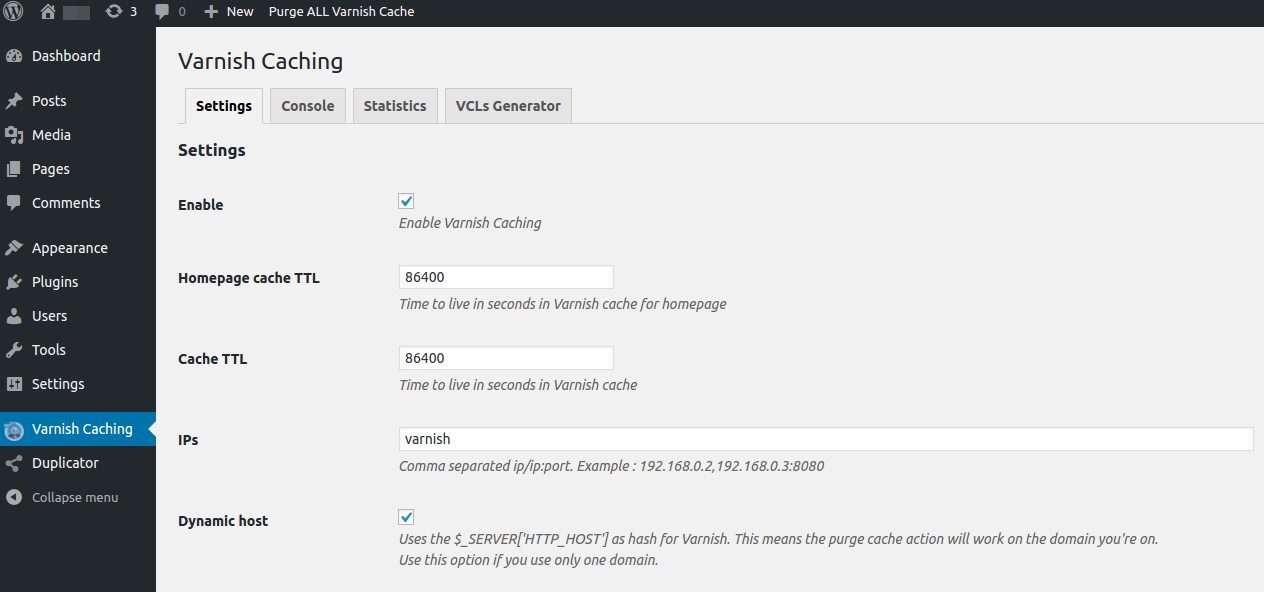 3 0 New Purge ALL Varnish Cache
Dashboard
Posts
Media
Pages
Comments
Appearance
Plugins
Users
Tools
Settings
Varnish Caching
Duplicator
Collapse menu
Varnish Caching
Settings Console Statistics VCLs Generator
Settings
Enable
Enable Varnish Caching
Homepage cache TTL 86400
Time to live in seconds in Varnish cache for homepage
Cache TTL 86400
Time to live in seconds in Varnish cache
IPs varnish
Comma separated ip/ip:port. Example : 192.168.0.2,192.168.0.3:8080
Dynamic host
Uses the $_SERVER['HTTP_HOST'] as hash for Varnish. This means the purge cache action will work on the domain you're on.
Use this option if you use only one domain.